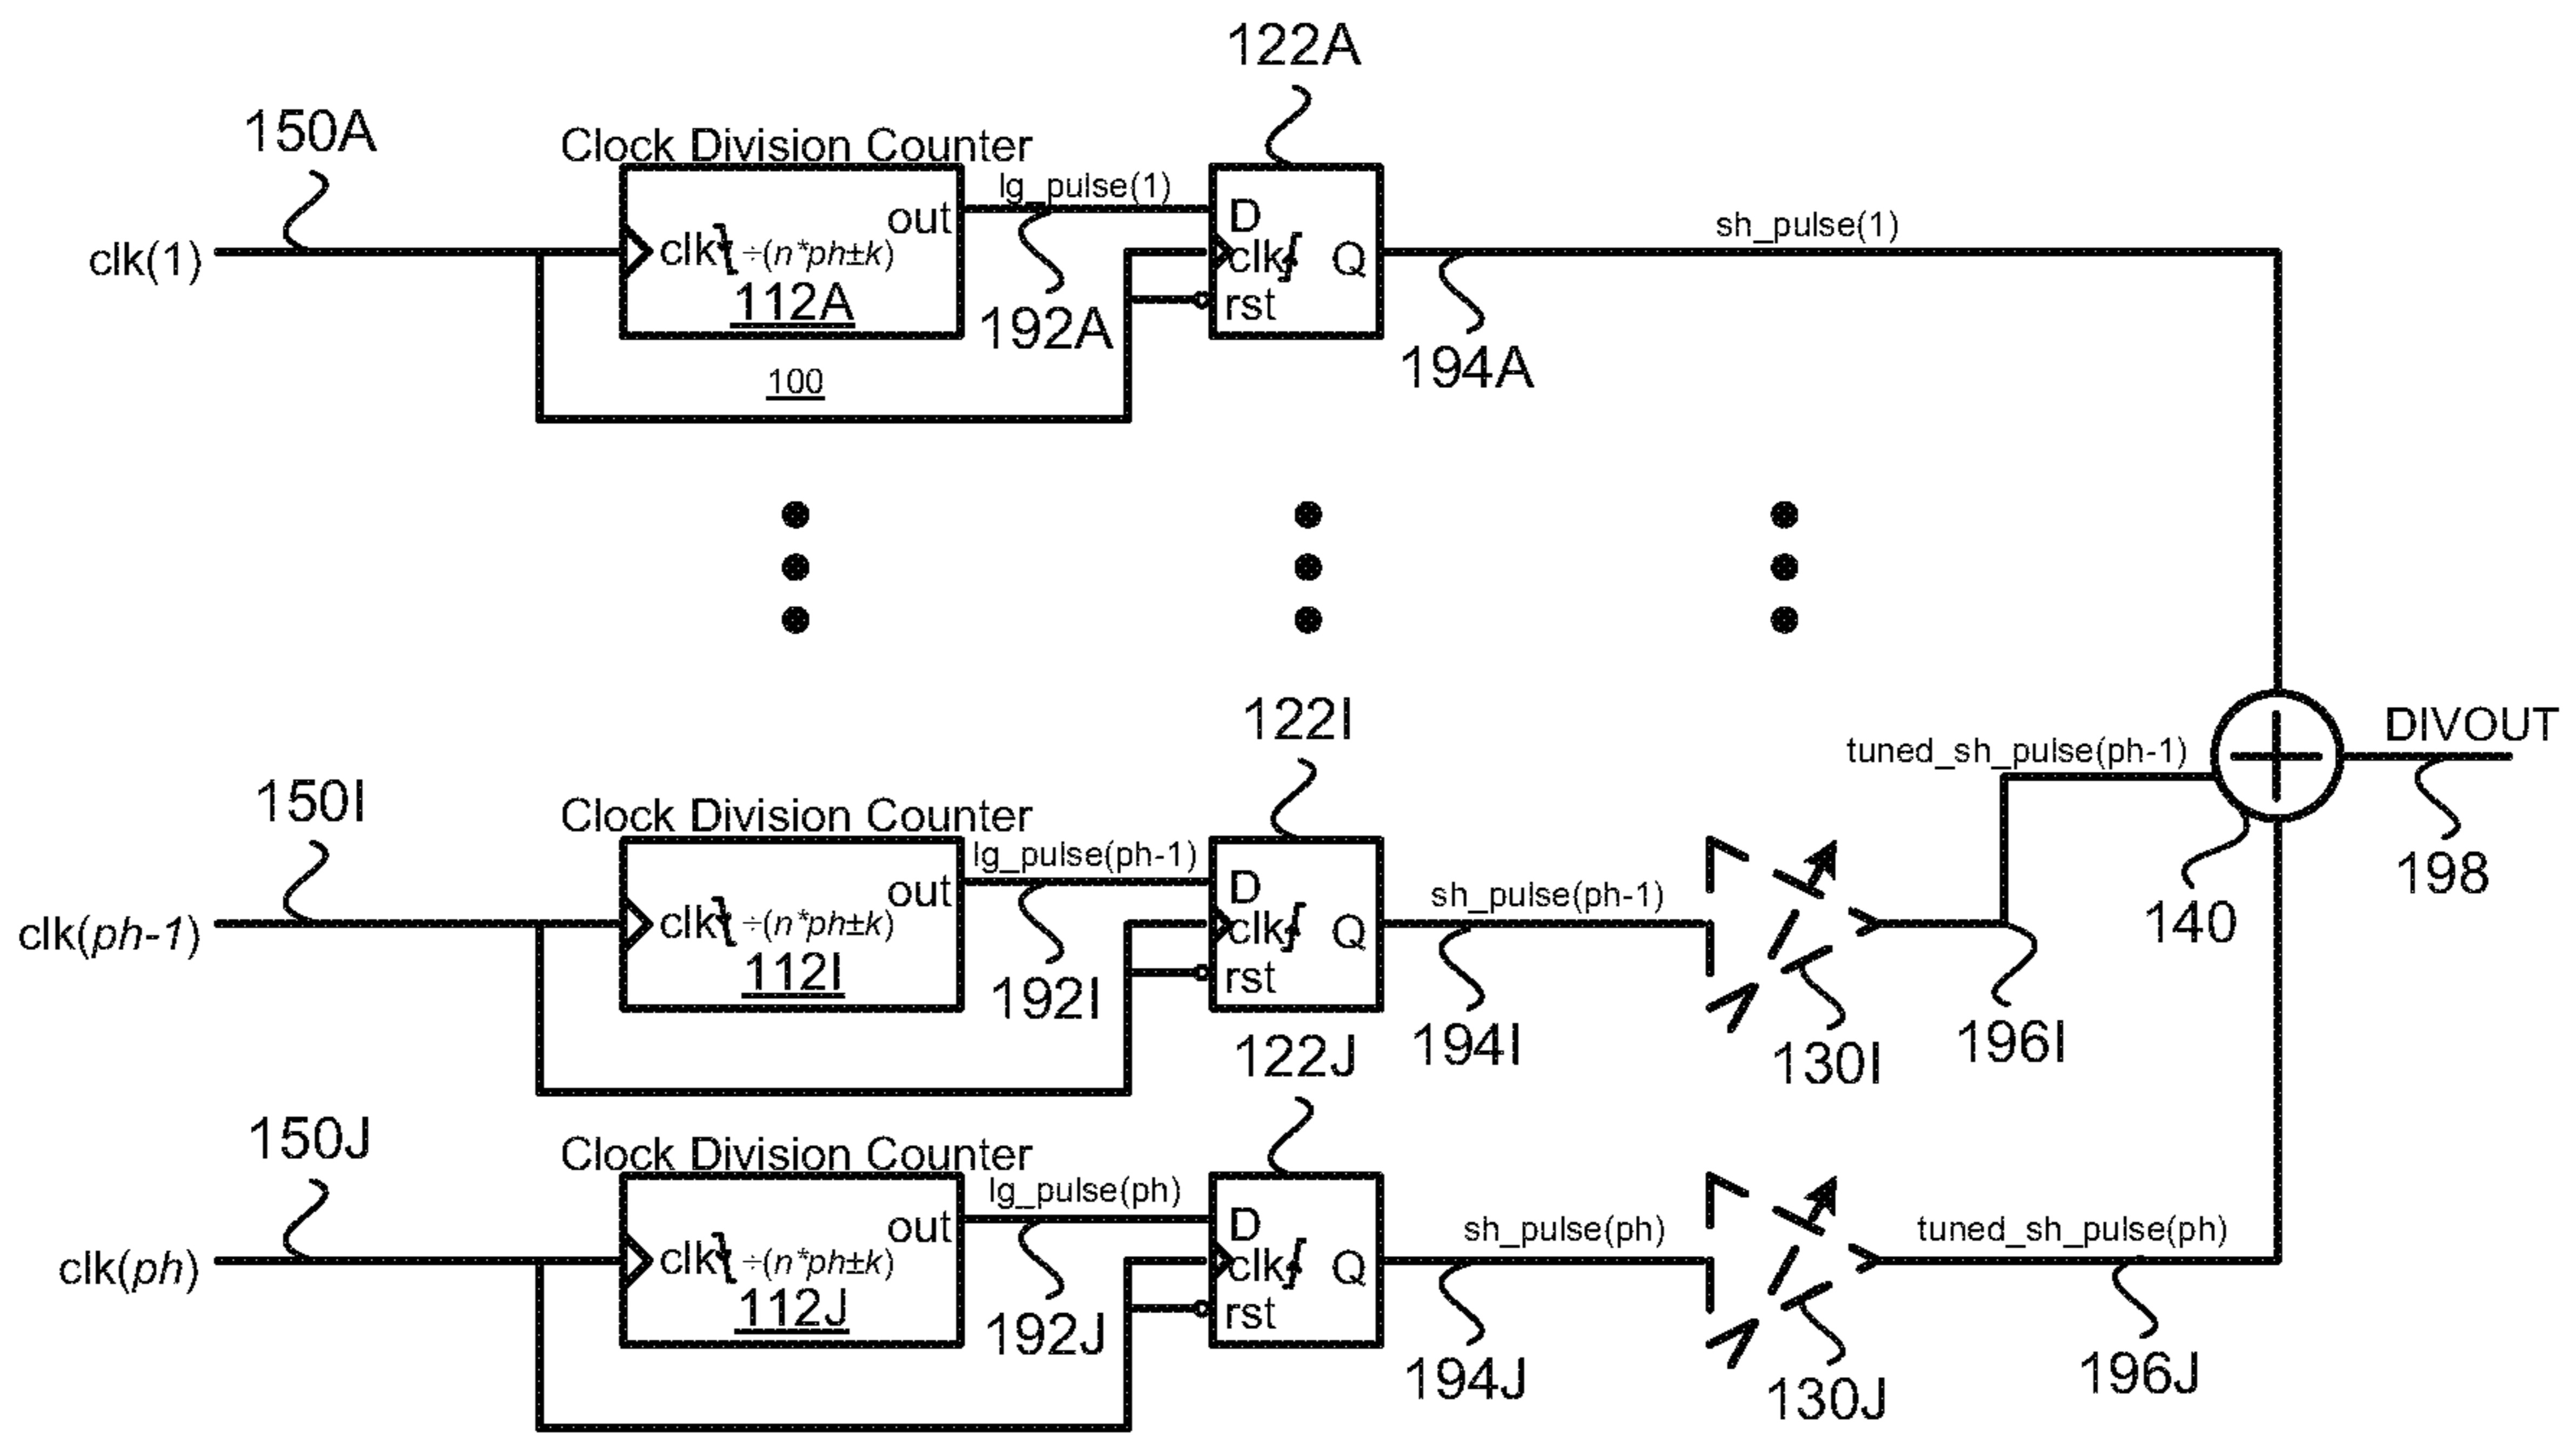 122A
150A
Clock Division Counter
lg_pulse(1)
out
D
sh_pulse(1)
clk(1)
clk ÷(n*ph±k)
clk
Q
112A
rst
192A
194A
100
122I
DIVOUT
tuned_sh_pulse(ph-1)
150I
Clock Division Counter
lg_pulse(ph-1)
198
out
D
sh_pulse(ph-1)
140
clk(ph-1)
clk ÷(n*ph±k)
clk
Q
112I
rst
192I
194I
130I
196I
122J
150J
Clock Division Counter
lg_pulse(ph)
out
D
sh_pulse(ph)
tuned_sh_pulse(ph)
clk(ph)
clk ÷(n*ph±k)
clk
Q
112J
rst
192J
194J
130J
196J